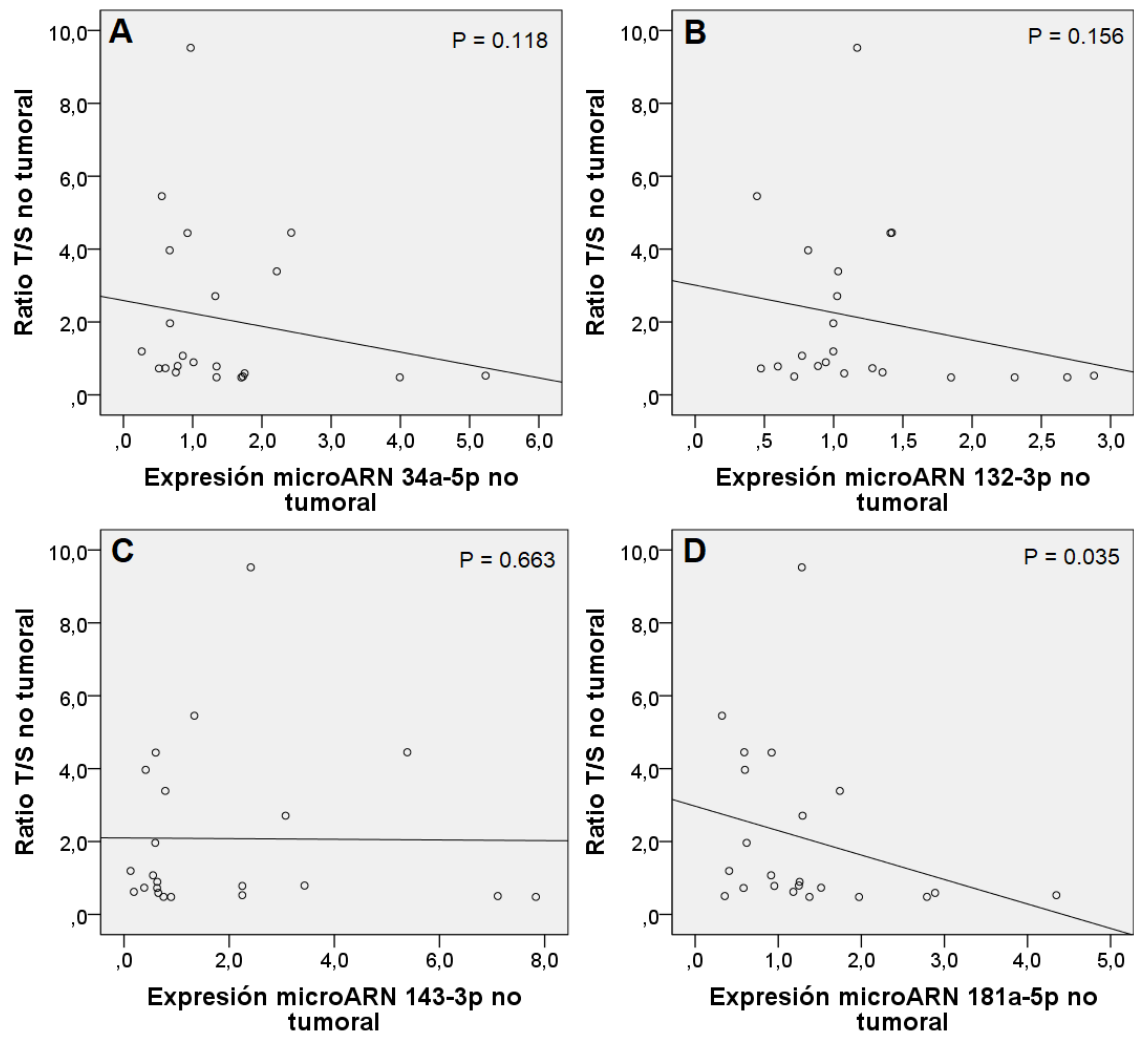 A
P = 0.118
10,0
8,0
6,0
4,0
2,0
,0
Ratio T/S no tumoral
,0 1,0 2,0 3,0 4,0 5,0 6,0
Expresión microARN 34a-5p no
tumoral
B
P = 0.156
10,0
8,0
6,0
4,0
2,0
,0
Ratio T/S no tumoral
,0 ,5 1,0 1,5 2,0 2,5 3,0
Expresión microARN 132-3p no
tumoral
C
P = 0.663
10,0
8,0
6,0
4,0
2,0
,0
Ratio T/S no tumoral
,0 2,0 4,0 6,0 8,0
Expresión microARN 143-3p no
tumoral
D
P = 0.035
10,0
8,0
6,0
4,0
2,0
,0
Ratio T/S no tumoral
,0 1,0 2,0 3,0 4,0 5,0
Expresión microARN 181a-5p no
tumoral